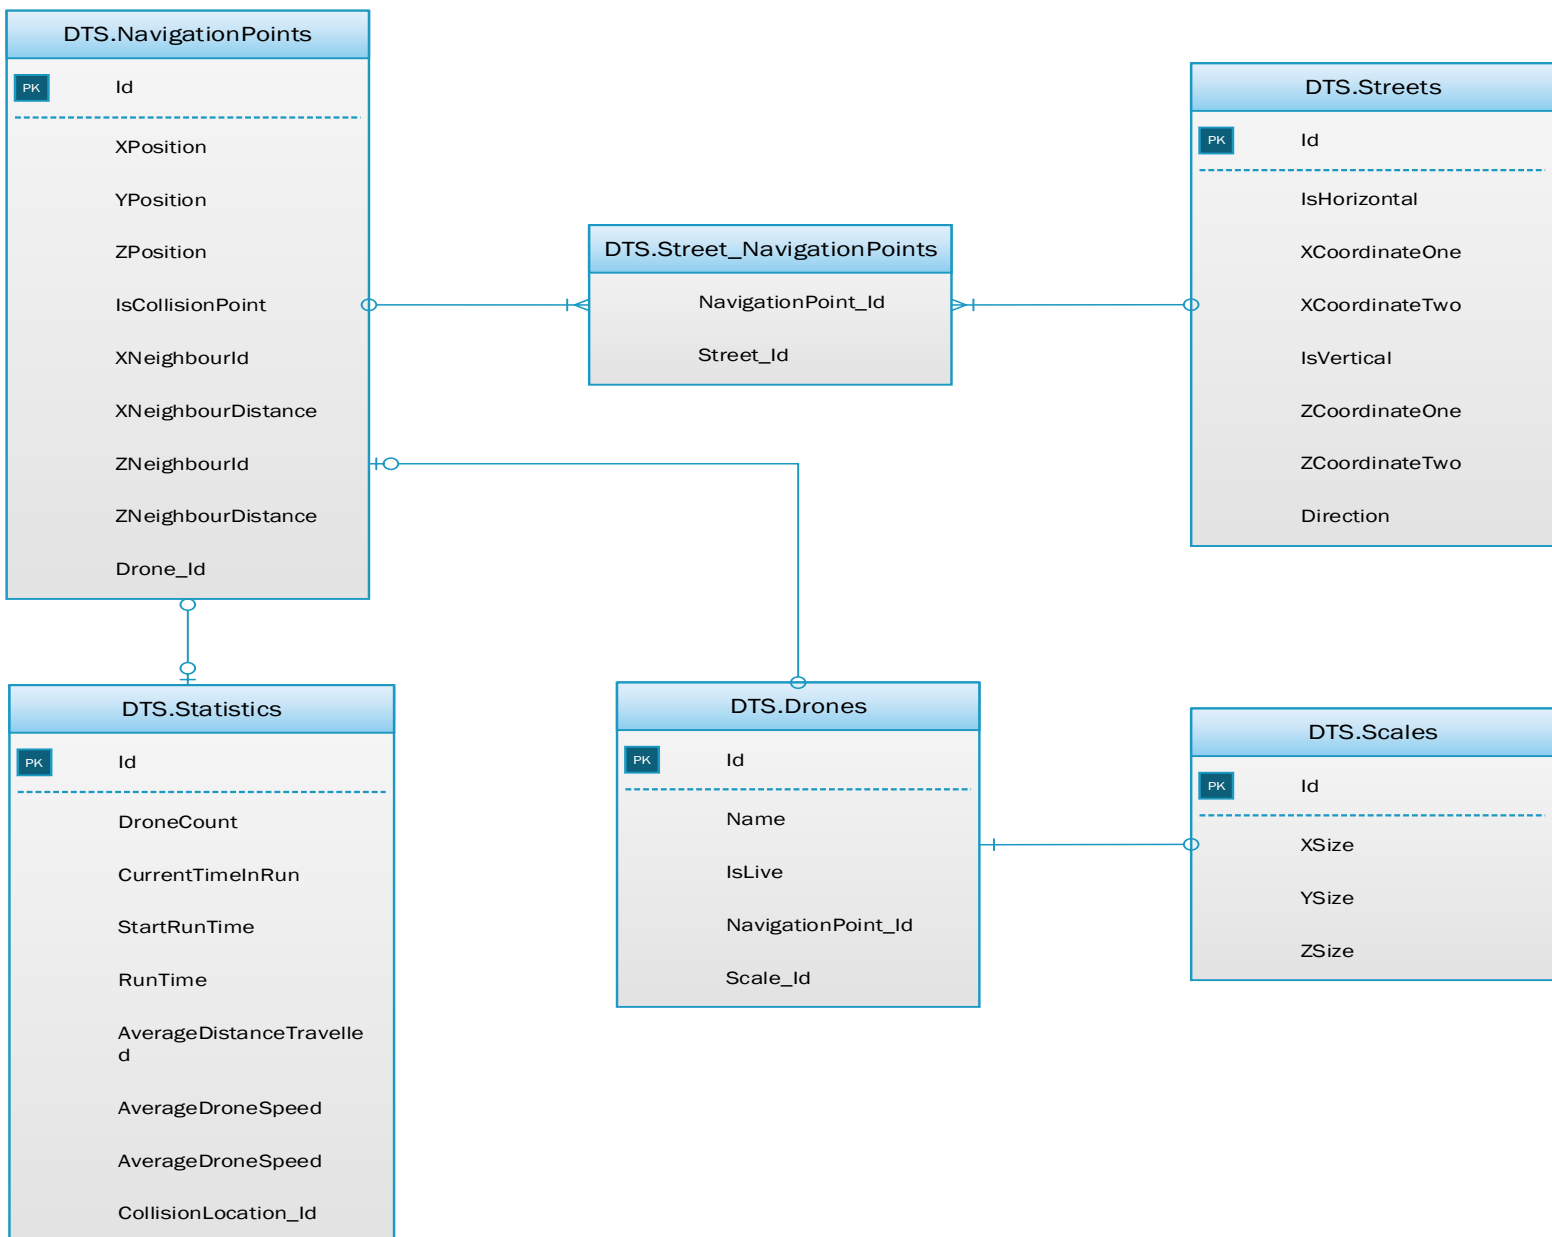 DTS.NavigationPoints
PK Id
XPosition
YPosition
ZPosition
IsCollisionPoint
XNeighbourId
XNeighbourDistance
ZNeighbourId
ZNeighbourDistance
Drone_Id
DTS.Street_NavigationPoints
NavigationPoint_Id
Street_Id
DTS.Streets
PK Id
IsHorizontal
XCoordinateOne
XCoordinateTwo
IsVertical
ZCoordinateOne
ZCoordinateTwo
Direction
DTS.Statistics
PK Id
DroneCount
CurrentTimeInRun
StartRunTime
RunTime
AverageDistanceTravelle
d
AverageDroneSpeed
AverageDroneSpeed
CollisionLocation_Id
DTS.Drones
PK Id
Name
IsLive
NavigationPoint_Id
Scale_Id
DTS.Scales
PK Id
XSize
YSize
ZSize